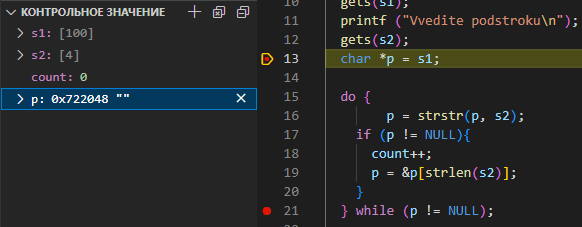 КОНТРОЛЬНОЕ ЗНАЧЕНИЕ
s1: [100]
s2: [4]
count: 0
p: 0x722048 ""
10 gets(s1);
11 printf ("Vvedite podstroku\n");
12 gets(s2);
13 char *p = s1;
14
15 do {
16 p = strstr(p, s2);
17 if (p != NULL){
18 count++;
19 p = &p[strlen(s2)];
20 }
21 } while (p != NULL);
22